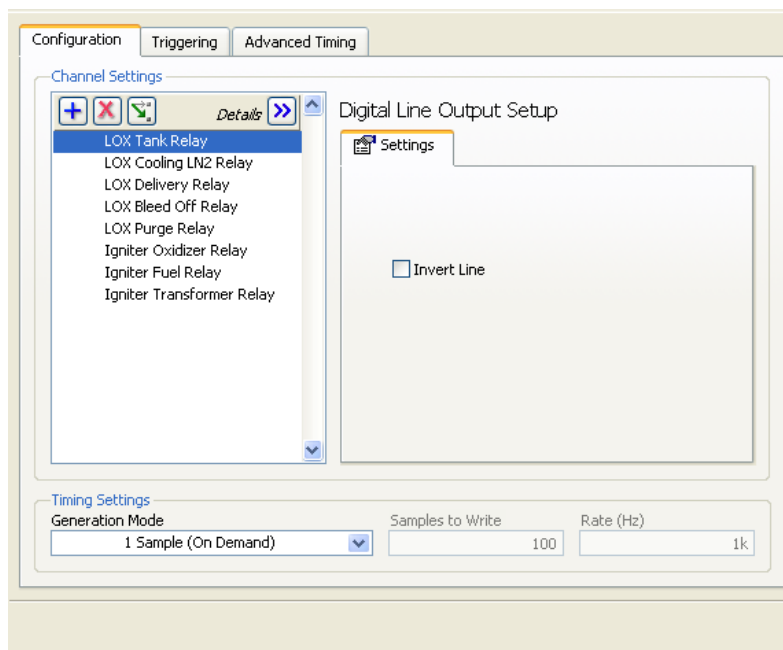 Configuration Triggering Advanced Timing
Channel Settings
Details
LOX Tank Relay
LOX Cooling LN2 Relay
LOX Delivery Relay
LOX Bleed Off Relay
LOX Purge Relay
Igniter Oxidizer Relay
Igniter Fuel Relay
Igniter Transformer Relay
Digital Line Output Setup
Settings
Invert Line
Timing Settings
Generation Mode Samples to Write Rate (Hz)
1 Sample (On Demand) 100 1k